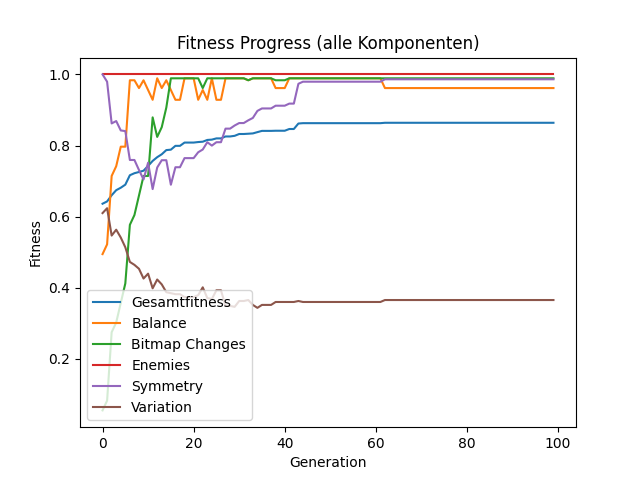 Fitness Progress (alle Komponenten)
1.0
0.8
0.6
0.4
0.2
Fitness
Gesamtfitness
Balance
Bitmap Changes
Enemies
Symmetry
Variation
0 20 40 60 80 100
Generation